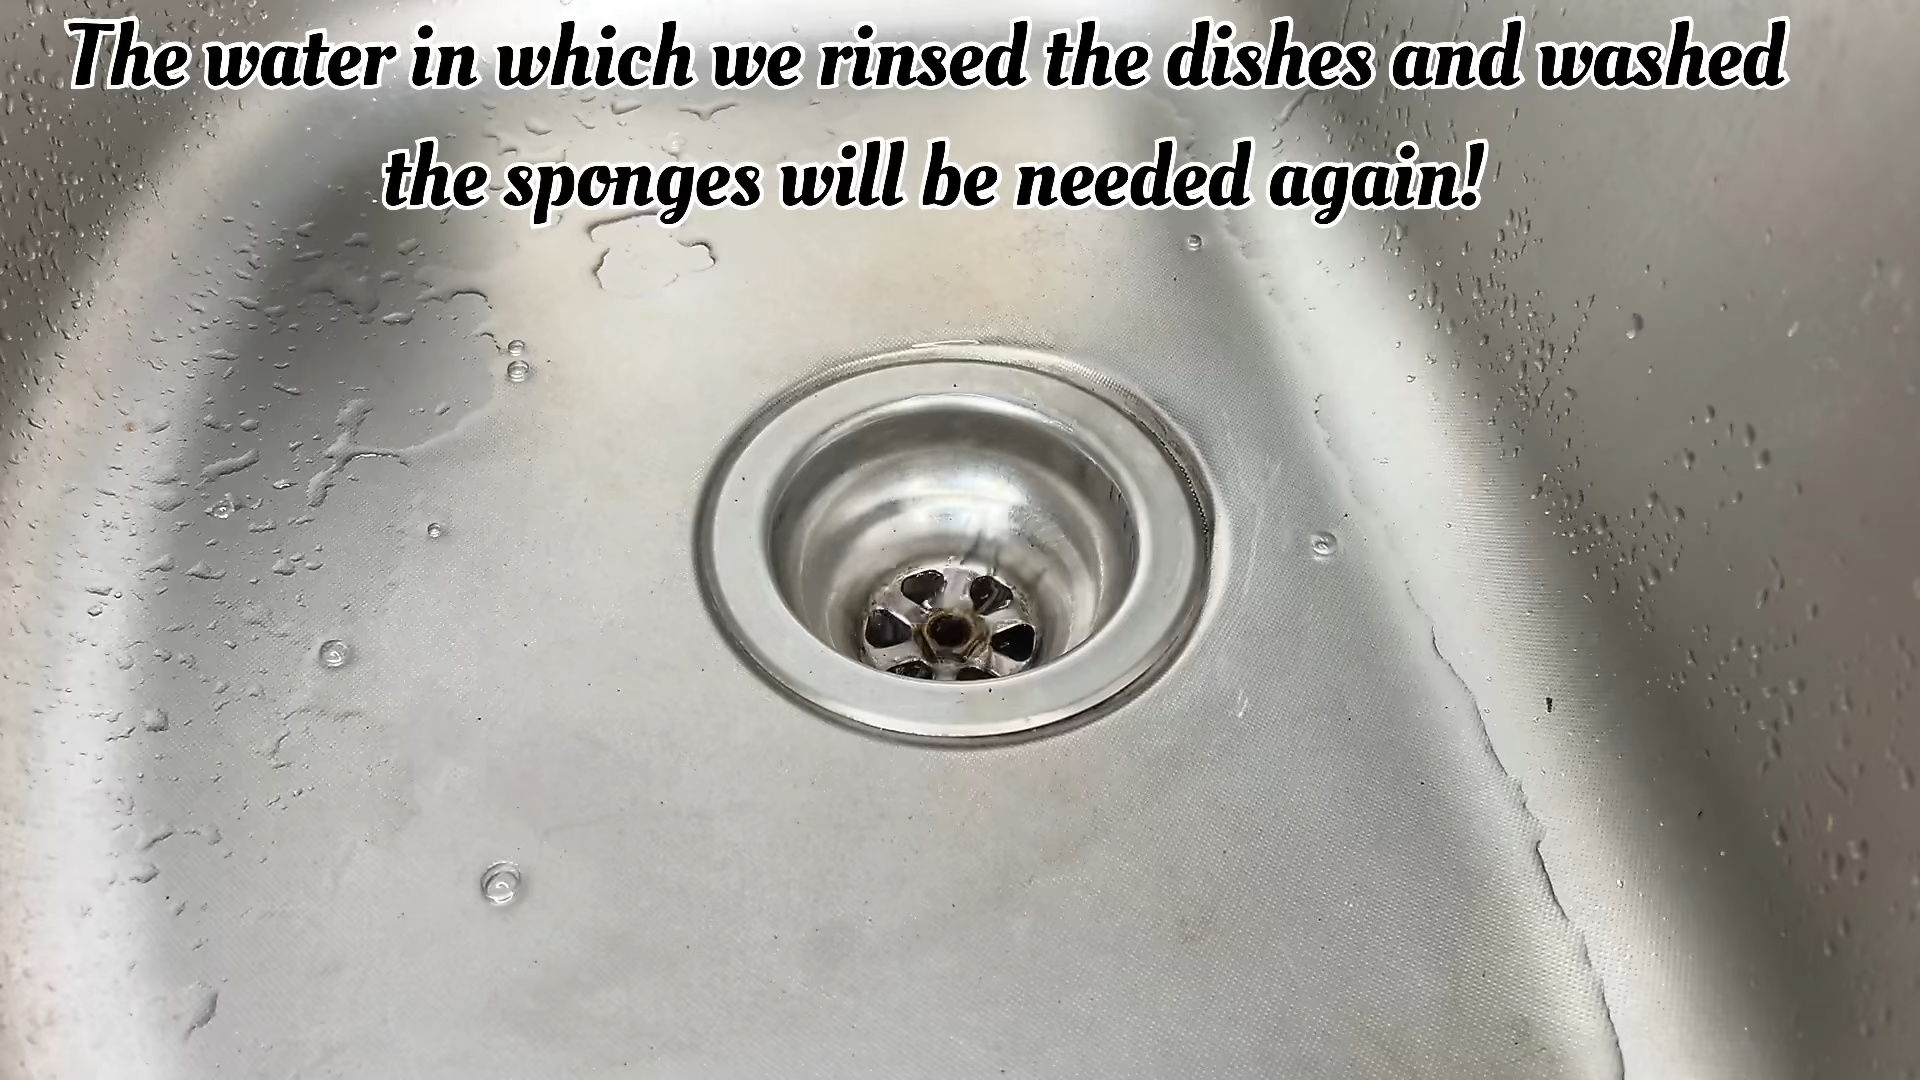 The water in which we rinsed the dishes and washed
the sponges will be needed again!